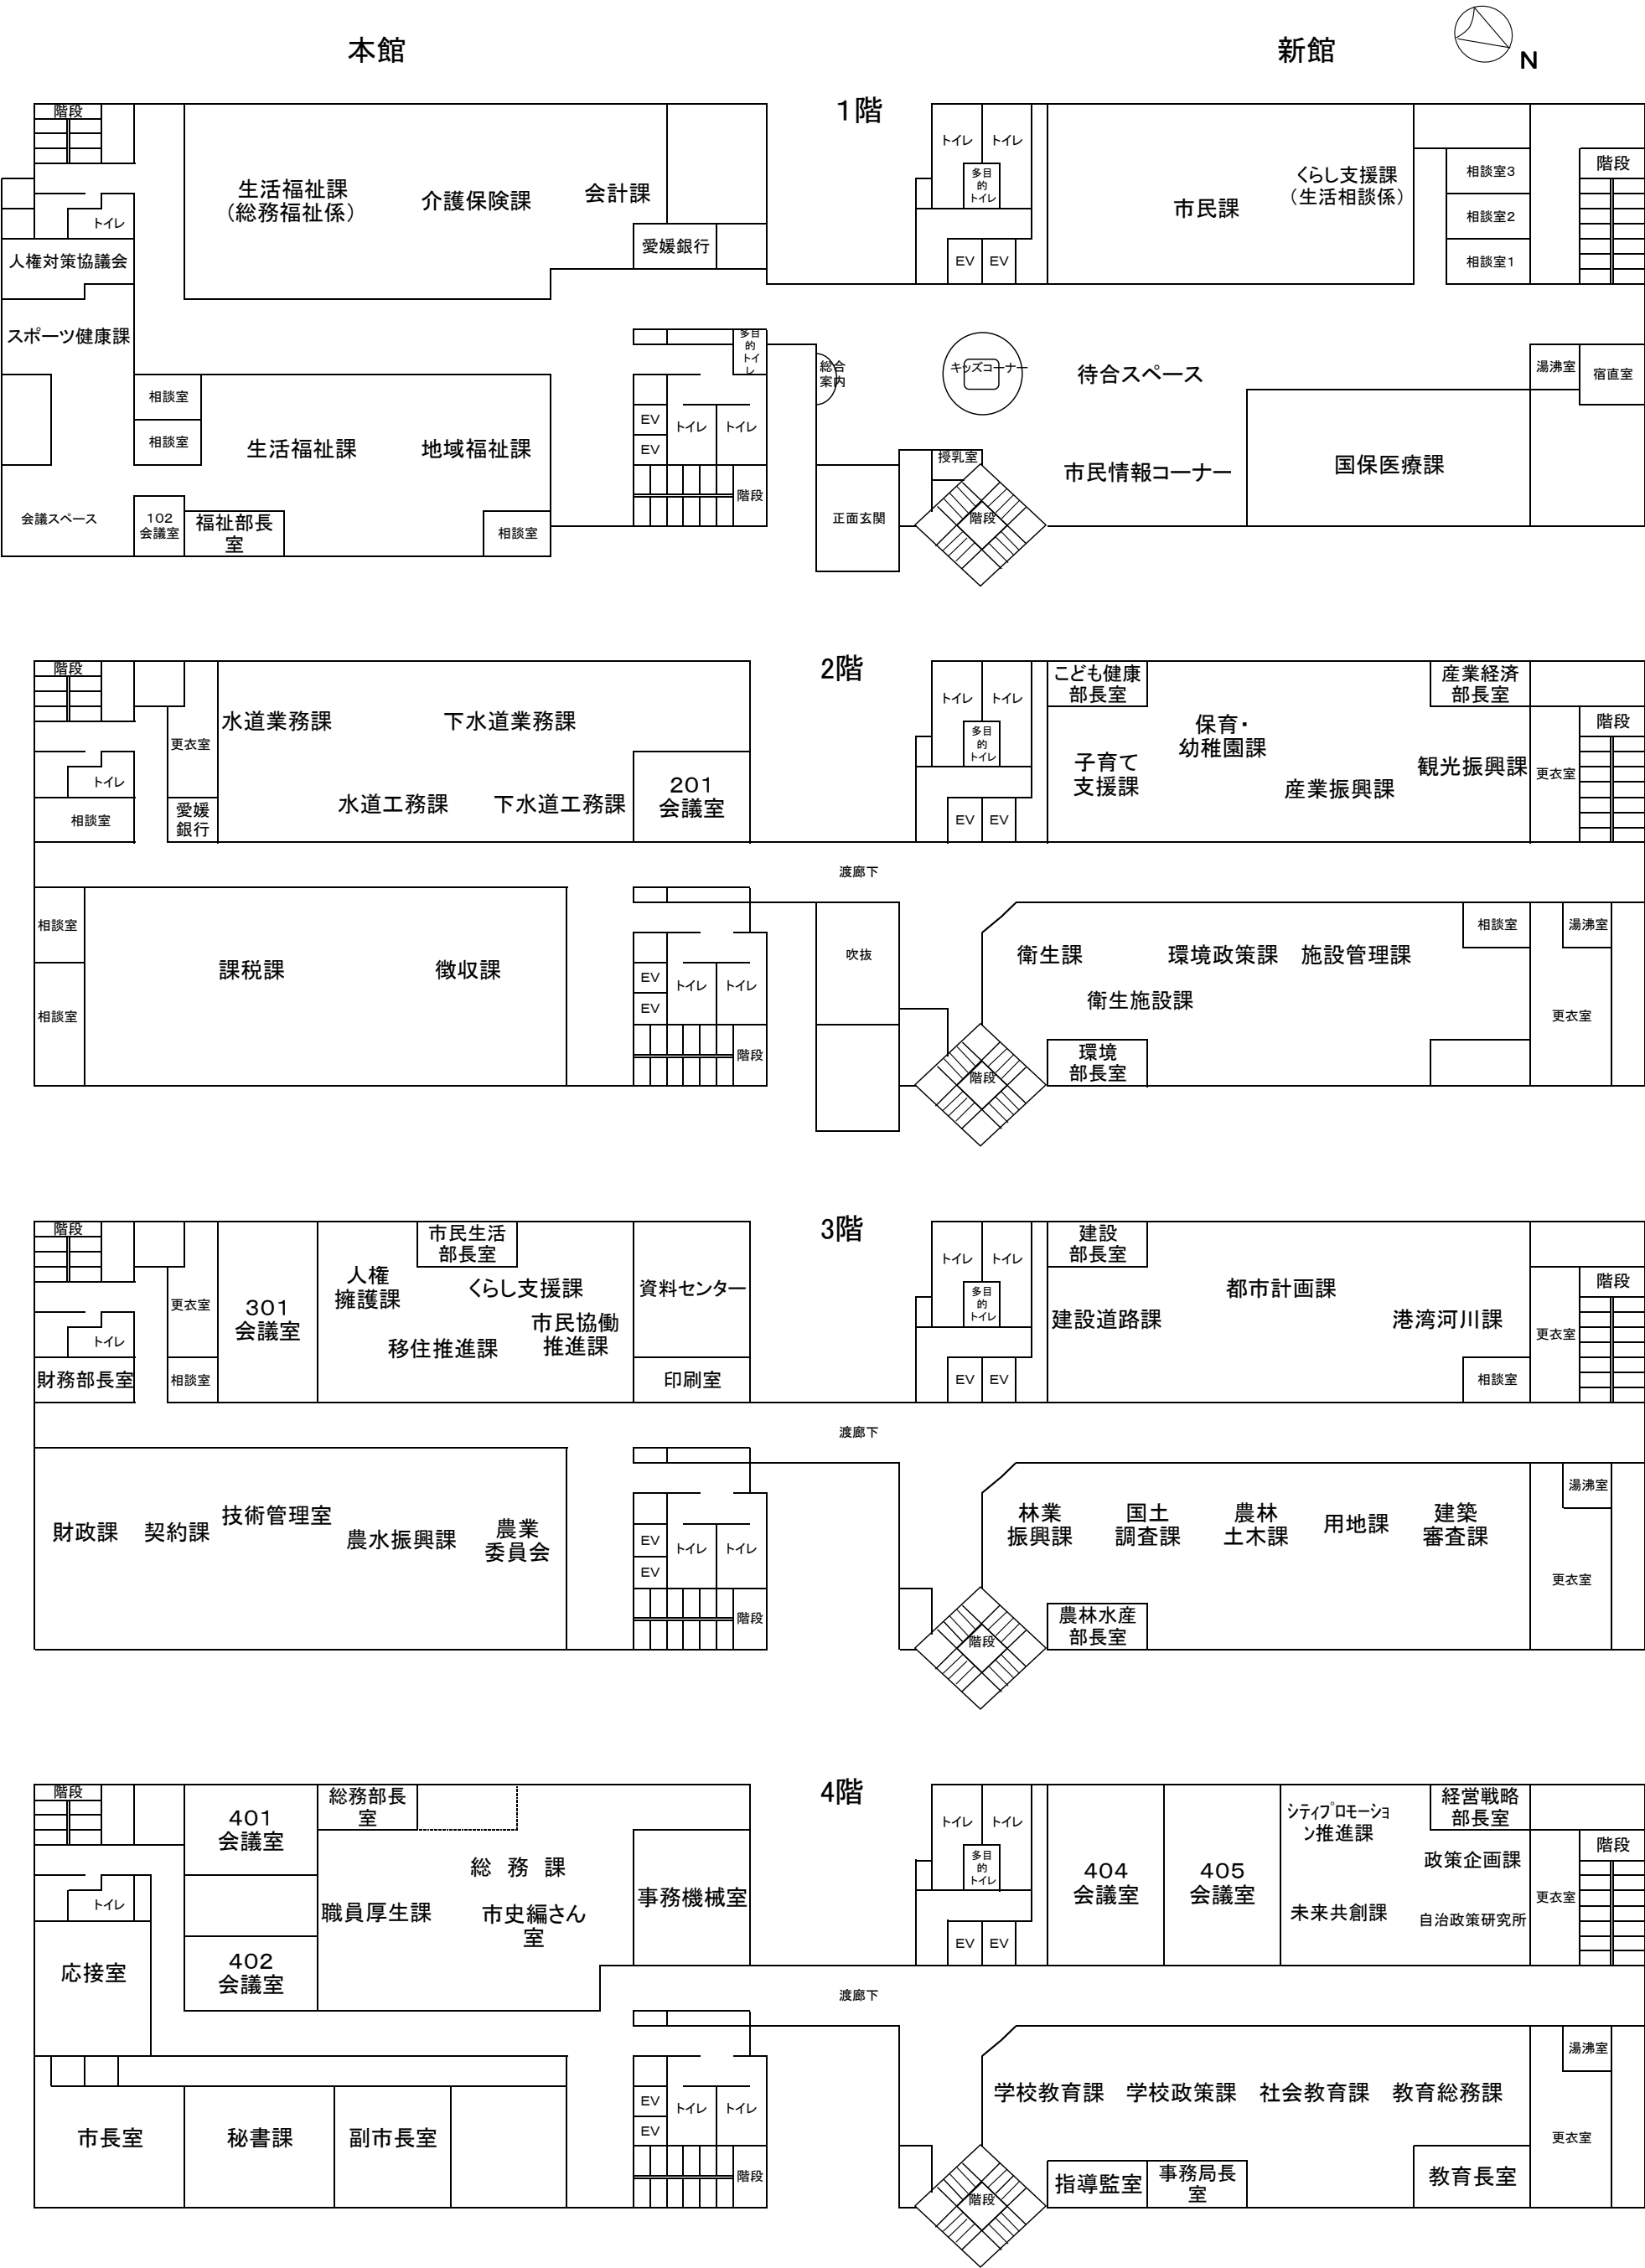 本館
新館
N
1階
階段
トイレ
人権対策協議会
スポーツ健康課
会議スペース
生活福祉課
（総務福祉係）
介護保険課
会計課
愛媛銀行
相談室
相談室
生活福祉課
地域福祉課
102
会議室
福祉部長
室
相談室
多目
的
トイ
レ
EV
EV
トイレ
トイレ
階段
総合
案内
正面玄関
トイレ
トイレ
多目
的
トイレ
EV
EV
市民課
くらし支援課
（生活相談係）
相談室3
相談室2
相談室1
階段
キッズコーナー
待合スペース
湯沸室
宿直室
授乳室
階段
市民情報コーナー
国保医療課
2階
階段
トイレ
相談室
更衣室
愛媛
銀行
水道業務課
下水道業務課
水道工務課
下水道工務課
201
会議室
相談室
相談室
課税課
徴収課
EV
EV
トイレ
トイレ
階段
渡廊下
吹抜
トイレ
トイレ
多目
的
トイレ
EV
EV
こども健康
部長室
子育て
支援課
保育・
幼稚園課
産業振興課
産業経済
部長室
観光振興課
更衣室
階段
衛生課
環境政策課
施設管理課
衛生施設課
相談室
湯沸室
更衣室
環境
部長室
階段
3階
階段
トイレ
財務部長室
更衣室
相談室
301
会議室
人権
擁護課
市民生活
部長室
くらし支援課
移住推進課
市民協働
推進課
資料センター
印刷室
財政課
契約課
技術管理室
農水振興課
農業
委員会
EV
EV
トイレ
トイレ
階段
渡廊下
トイレ
トイレ
多目
的
トイレ
EV
EV
建設
部長室
建設道路課
都市計画課
港湾河川課
相談室
更衣室
階段
林業
振興課
国土
調査課
農林
土木課
用地課
建築
審査課
湯沸室
更衣室
農林水産
部長室
階段
4階
階段
トイレ
応接室
401
会議室
402
会議室
総務部長
室
総　務　課
職員厚生課
市史編さん
室
事務機械室
市長室
秘書課
副市長室
EV
EV
トイレ
トイレ
階段
渡廊下
トイレ
トイレ
多目
的
トイレ
EV
EV
404
会議室
405
会議室
シティプロモーショ
ン推進課
経営戦略
部長室
政策企画課
未来共創課
自治政策研究所
更衣室
階段
学校教育課
学校政策課
社会教育課
教育総務課
湯沸室
更衣室
指導監室
事務局長
室
教育長室
階段